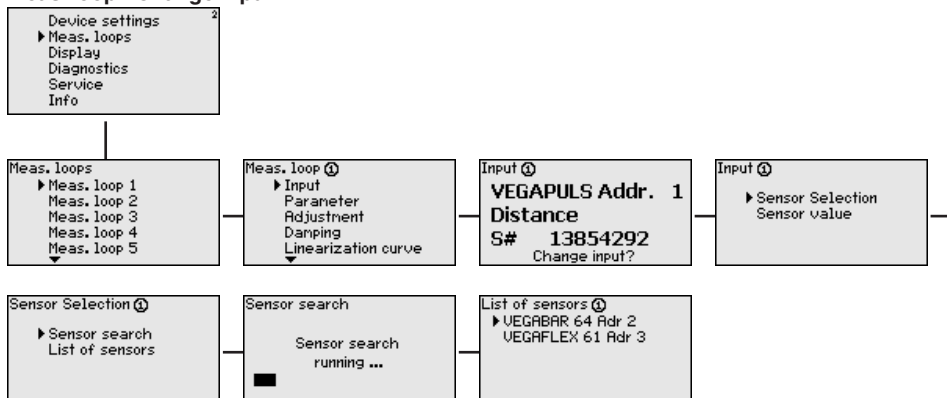 Device settings 2
Meas. loops
Display
Diagnostics
Service
Info
Meas. loops
Meas. loop 1
Meas. loop 2
Meas. loop 3
Meas. loop 4
Meas. loop 5
Meas. loop ①
Input
Parameter
Adjustment
Damping
Linearization curve
Input ①
VEGAPULS Addr. 1
Distance
S# 13854292
Change input?
Input ①
Sensor Selection
Sensor value
Sensor Selection ①
Sensor search
List of sensors
Sensor search
Sensor search
running ...
List of sensors ①
VEGABAR 64 Adr 2
VEGAFLEX 61 Adr 3